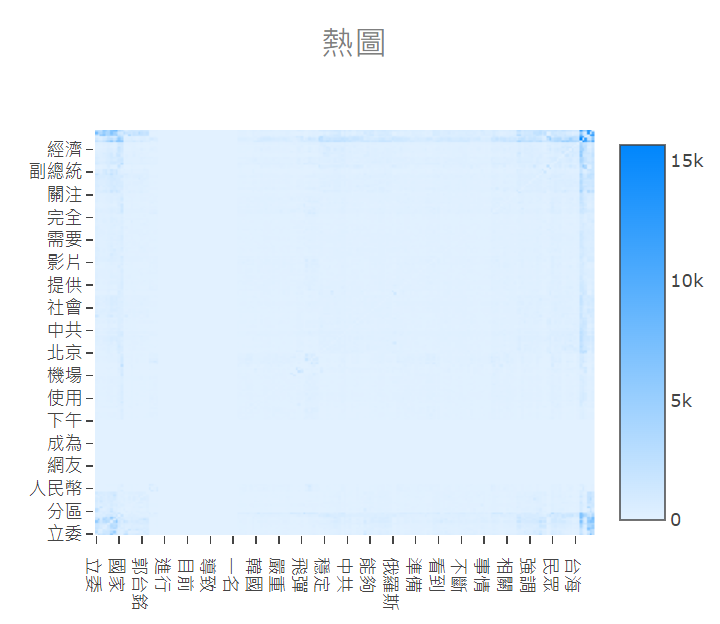 熱圖
經濟
副總統
關注
完全
需要
影片
提供
社會
中共
北京
機場
使用
下午
成為
網友
人民幣
分區
立委
立委
國家
郭台銘
進行
目前
導致
一名
韓國
嚴重
飛彈
穩定
中共
能夠
俄羅斯
準備
看到
不斷
事情
相關
強調
民眾
台海
15k
10k
5k
0